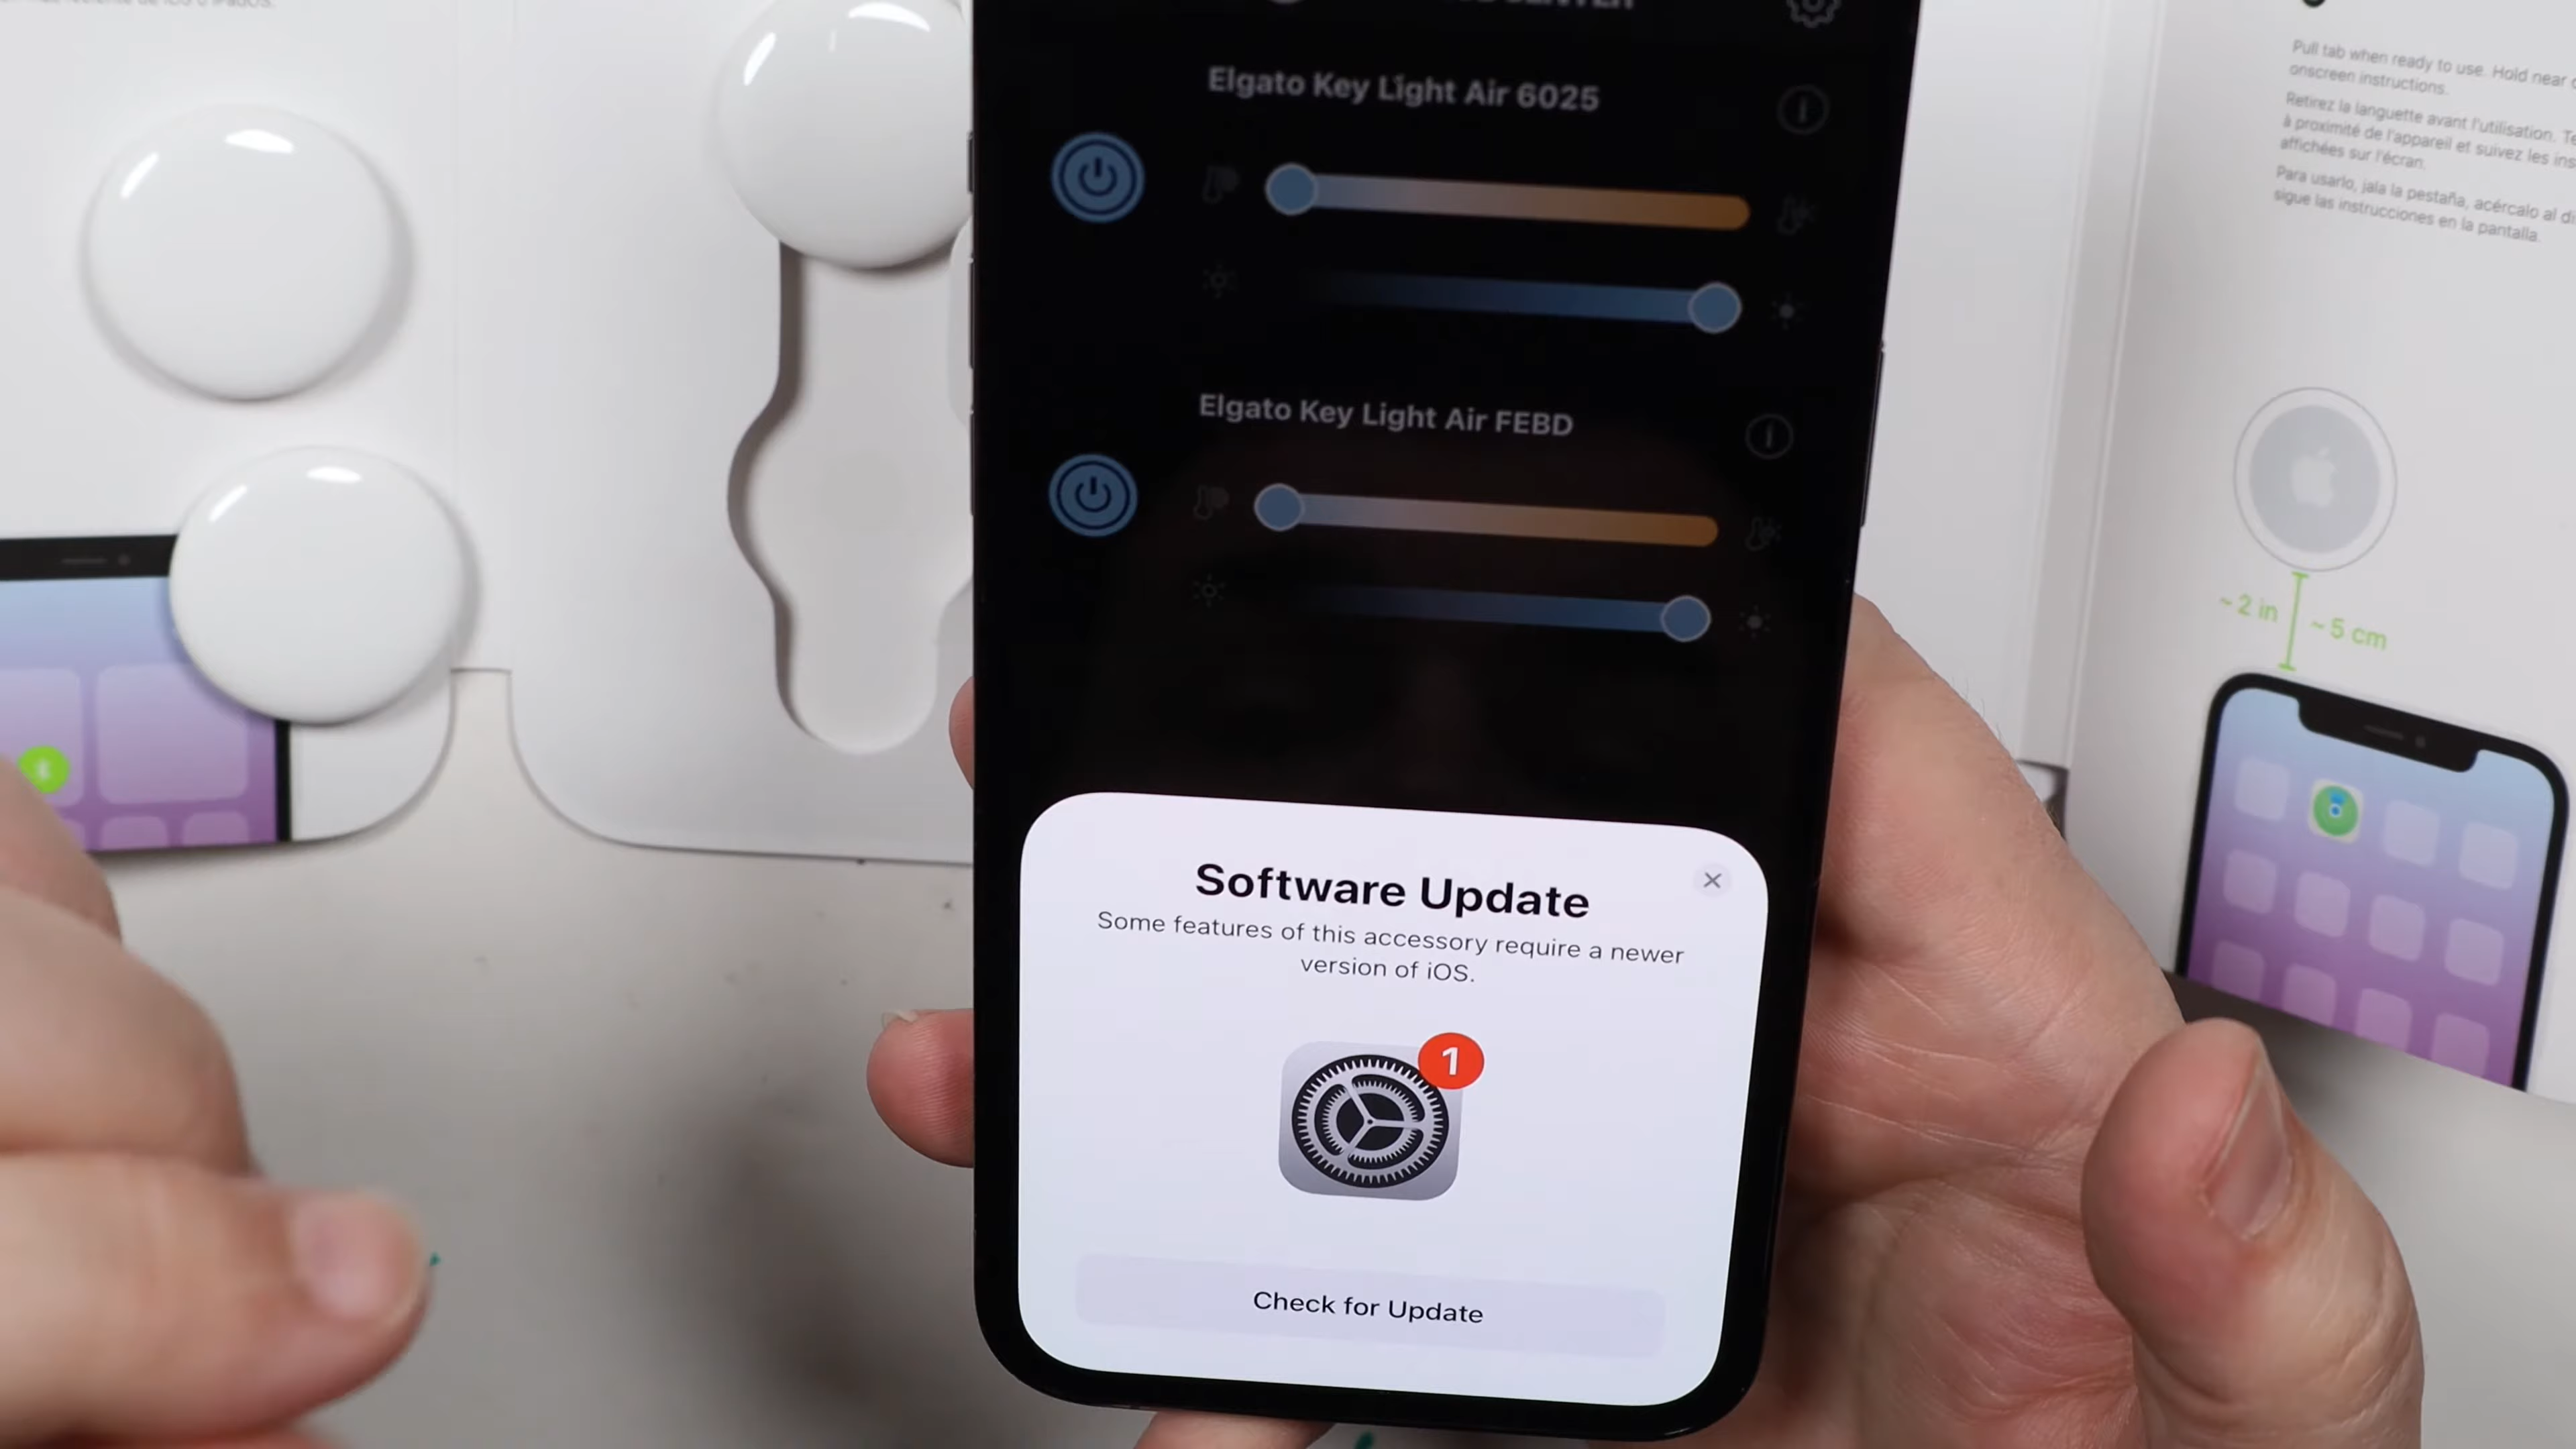 Elgato Key Light Air 6025
Elgato Key Light Air FEBD
Software Update
Some features of this accessory require a newer
version of iOS.
1
Check for Update
Pull tab when ready to use. Hold near
onscreen instructions.
Retirez la languette avant l'utilisation.
à proximité de l'appareil et suivez les
affichées sur l'écran.
Para usarlo, jala la pestaña, acércalo al
sigue las instrucciones en la pantalla.
~ 2 in
~ 5 cm